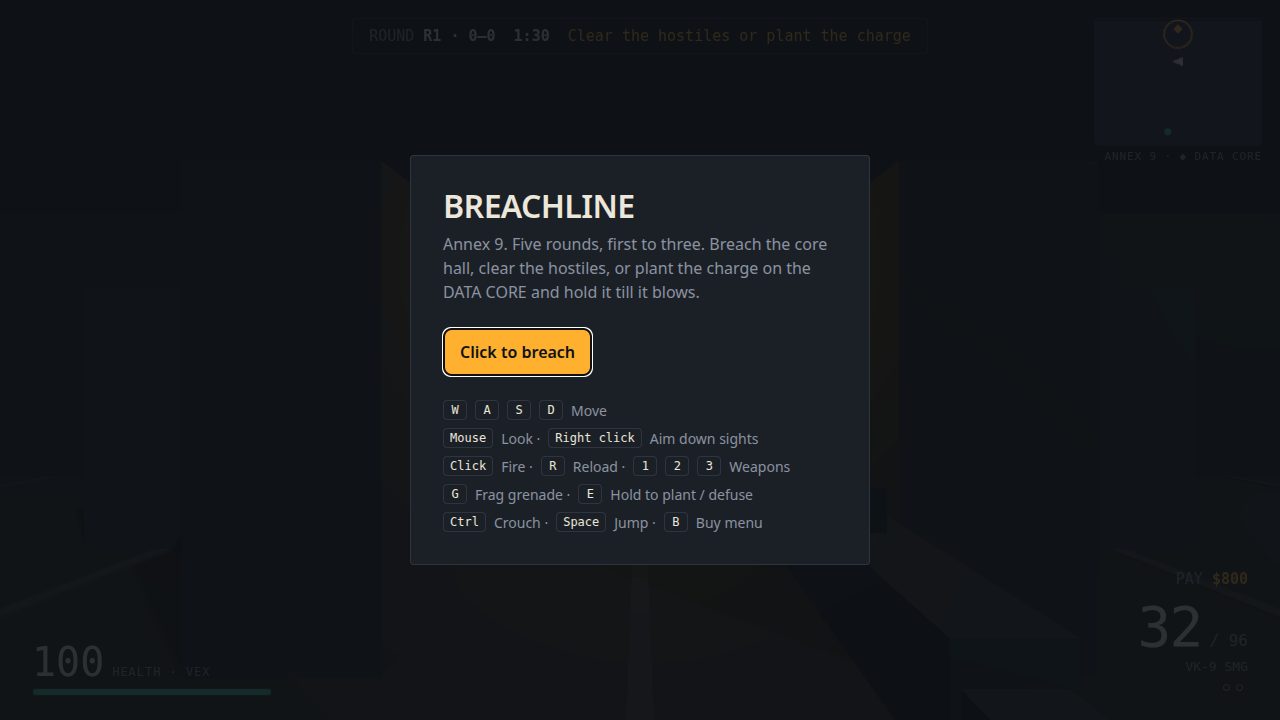 ROUND R1 · 0–0 1:30 Clear the hostiles or plant the charge
ANNEX 9 · ◆ DATA CORE
BREACHLINE
Annex 9. Five rounds, first to three. Breach the core
hall, clear the hostiles, or plant the charge on the
DATA CORE and hold it till it blows.
Click to breach
W A S D Move
Mouse Look · Right click Aim down sights
Click Fire · R Reload · 1 2 3 Weapons
G Frag grenade · E Hold to plant / defuse
Ctrl Crouch · Space Jump · B Buy menu
PAY $800
32 / 96
VK-9 SMG
100 HEALTH · VEX